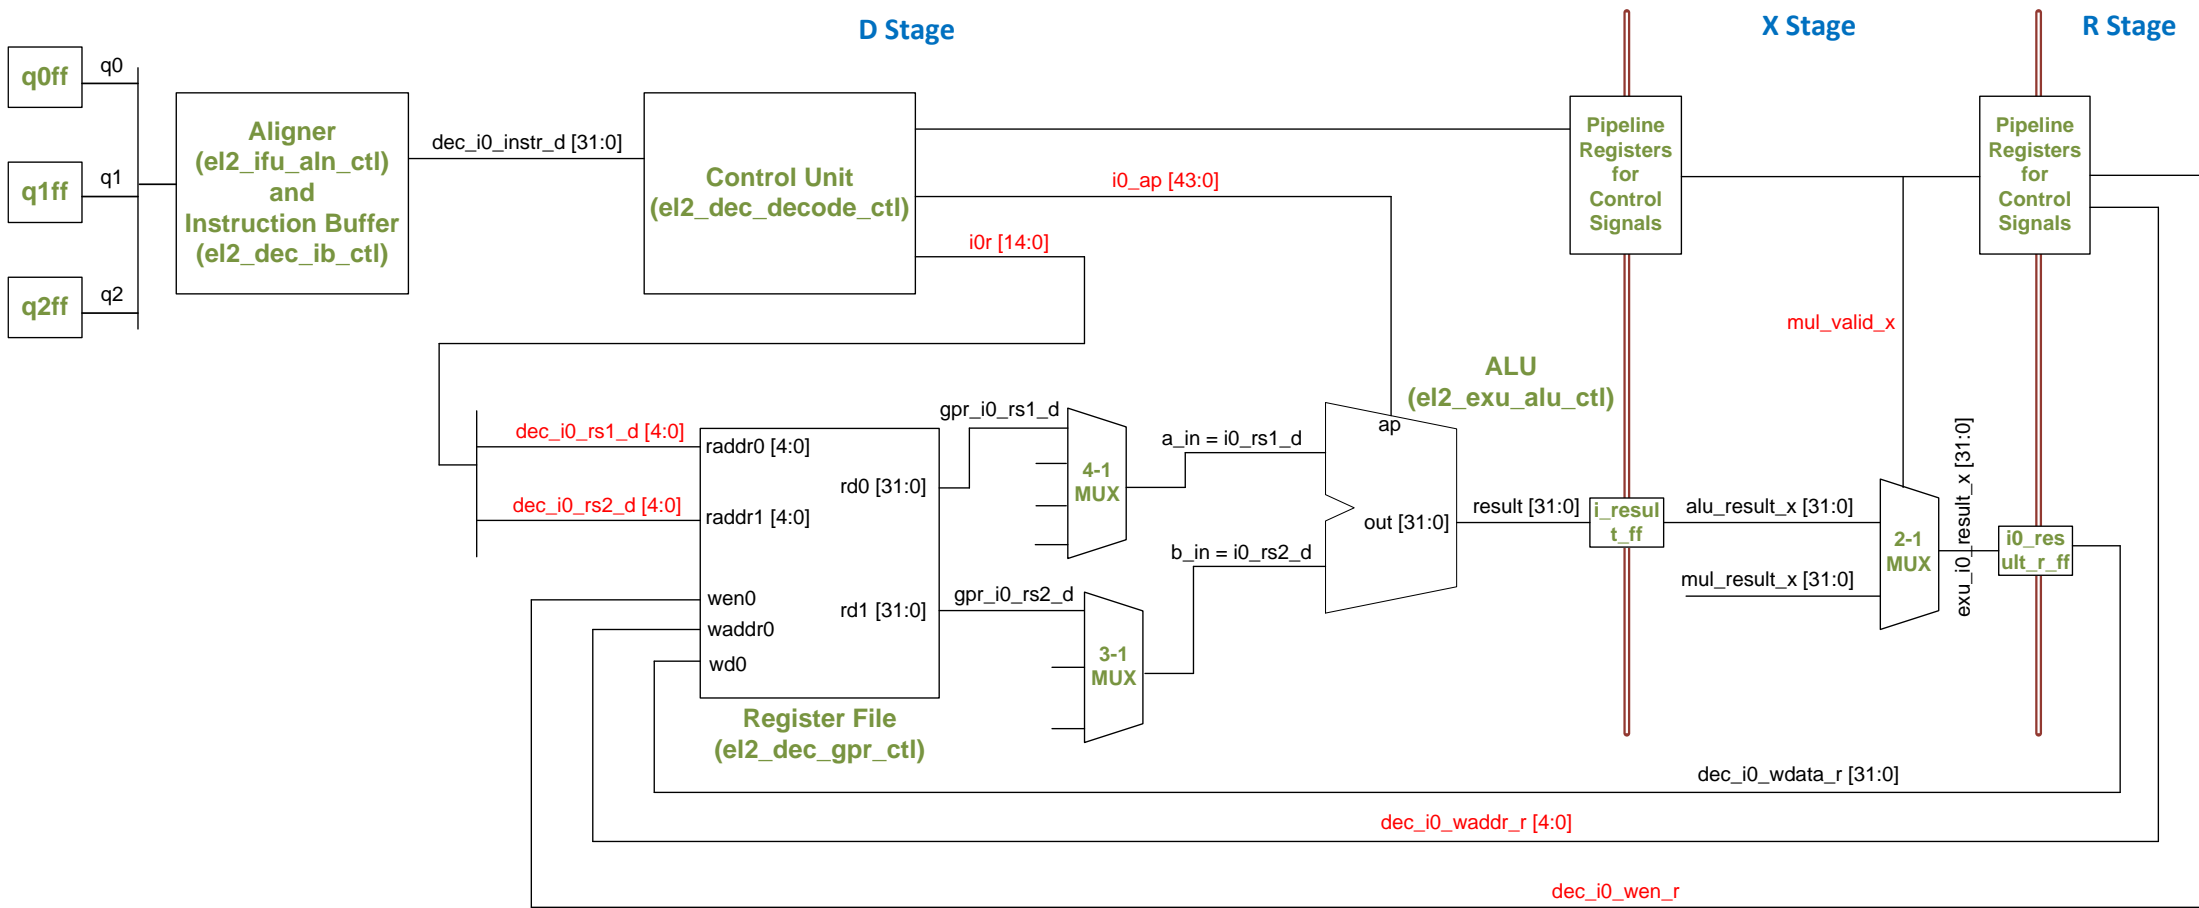 D Stage
X Stage
R Stage
q0ff
q0
q1ff
q1
q2ff
q2
Aligner
(el2_ifu_aln_ctl)
and
Instruction Buffer
(el2_dec_ib_ctl)
dec_i0_instr_d [31:0]
Control Unit
(el2_dec_decode_ctl)
i0_ap [43:0]
i0r [14:0]
Pipeline
Registers
for
Control
Signals
Pipeline
Registers
for
Control
Signals
mul_valid_x
ALU
(el2_exu_alu_ctl)
dec_i0_rs1_d [4:0]
dec_i0_rs2_d [4:0]
raddr0 [4:0]
raddr1 [4:0]
rd0 [31:0]
rd1 [31:0]
wen0
waddr0
wd0
Register File
(el2_dec_gpr_ctl)
gpr_i0_rs1_d
4-1
MUX
gpr_i0_rs2_d
3-1
MUX
a_in = i0_rs1_d
b_in = i0_rs2_d
ap
out [31:0]
result [31:0]
i_resul
t_ff
alu_result_x [31:0]
mul_result_x [31:0]
2-1
MUX
exu_i0_result_x [31:0]
i0_res
ult_r_ff
dec_i0_wdata_r [31:0]
dec_i0_waddr_r [4:0]
dec_i0_wen_r